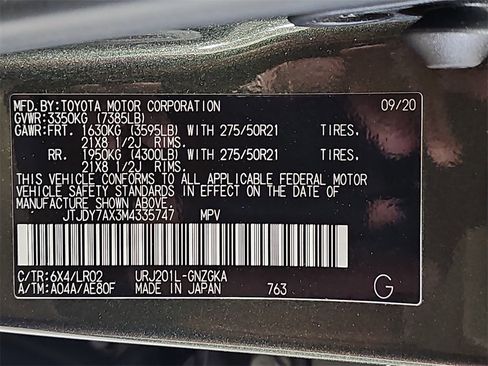 MFD.BY:TOYOTA MOTOR CORPORATION 09/20
GVWR:3350KG (7385LB)
GAWR:FRT. 1630KG (3595LB) WITH 275/50R21 TIRES.
21X8 1/2J RIMS.
RR. 1950KG (4300LB) WITH 275/50R21 TIRES.
21X8 1/2J RIMS.
THIS VEHICLE CONFORMS TO ALL APPLICABLE FEDERAL MOTOR
VEHICLE SAFETY STANDARDS IN EFFECT ON THE DATE OF
MANUFACTURE SHOWN ABOVE.
JTJDY7AX3M4335747 MPV
C/TR:6X4/LR02 URJ201L-GNZGKA
A/TM:A04A/AE80F MADE IN JAPAN 763 G